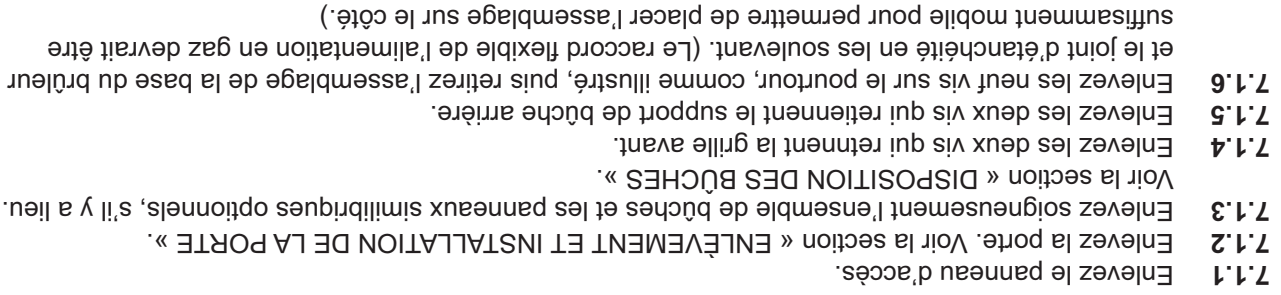 7.1.1 Enlevez le panneau d'accès.
7.1.2 Enlevez la porte. Voir la section « ENLÈVEMENT ET INSTALLATION DE LA PORTE ».
7.1.3 Enlevez soigneusement l'ensemble de bûches et les panneaux similibriques optionnels, s'il y a lieu.
Voir la section « DISPOSITION DES BÛCHES ».
7.1.4 Enlevez les deux vis qui retnment la grille avant.
7.1.5 Enlevez les deux vis qui retiennent le support de bûche arrière.
7.1.6 Enlevez les neuf vis sur le pourtour, comme illustré, puis retirez l'assemblage de la base du brûleur
et le joint d'étanchéité en les soulevant. (Le raccord flexible de l'alimentation en gaz devrait être
suffisamment mobile pour permettre de placer l'assemblage sur le côté.)